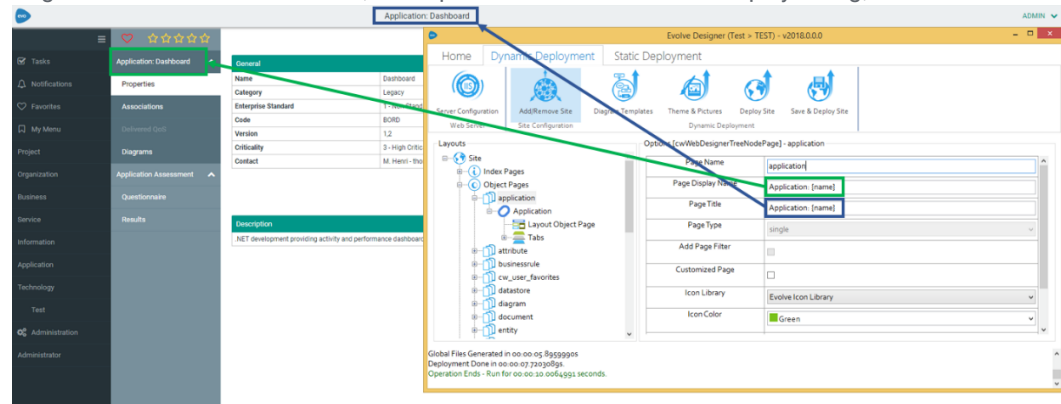 evo
Application: Dashboard
ADMIN
Tasks
Notifications
Favorites
My Menu
Project
Organization
Business
Service
Information
Application
Technology
Test
Administration
Administrator
Application: Dashboard
Properties
Associations
Delivered QoS
Diagrams
Application Assessment
Questionnaire
Results
General
Name Dashboard
Category Legacy
Enterprise Standard
Code BORD
Version 1,2
Criticality 3 - High Critic
Contact M. Henri - tho
Description
NET development providing activity and performance dashboard
Evolve Designer (Test > TEST) - v2018.0.0.0
Home Dynamic Deployment Static Deployment
Server Configuration Add/Remove Site Diagram Templates Theme & Pictures Deploy Site Save & Deploy Site
Web Server Site Configuration Dynamic Deployment
Layouts
Site
Index Pages
Object Pages
application
Application
Layout Object Page
Tabs
attribute
businessrule
cw_user_favorites
datastore
diagram
document
entity
Options [cwWebDesignerTreeNodePage] - application
Page Name application
Page Display Name Application: [name]
Page Title Application: [name]
Page Type single
Add Page Filter
Customized Page
Icon Library Evolve Icon Library
Icon Color Green
Global Files Generated in 00:00:05.8959990s
Deployment Done in 00:00:07.7203089s.
Operation Ends - Run for 00:00:10.0064991 seconds.